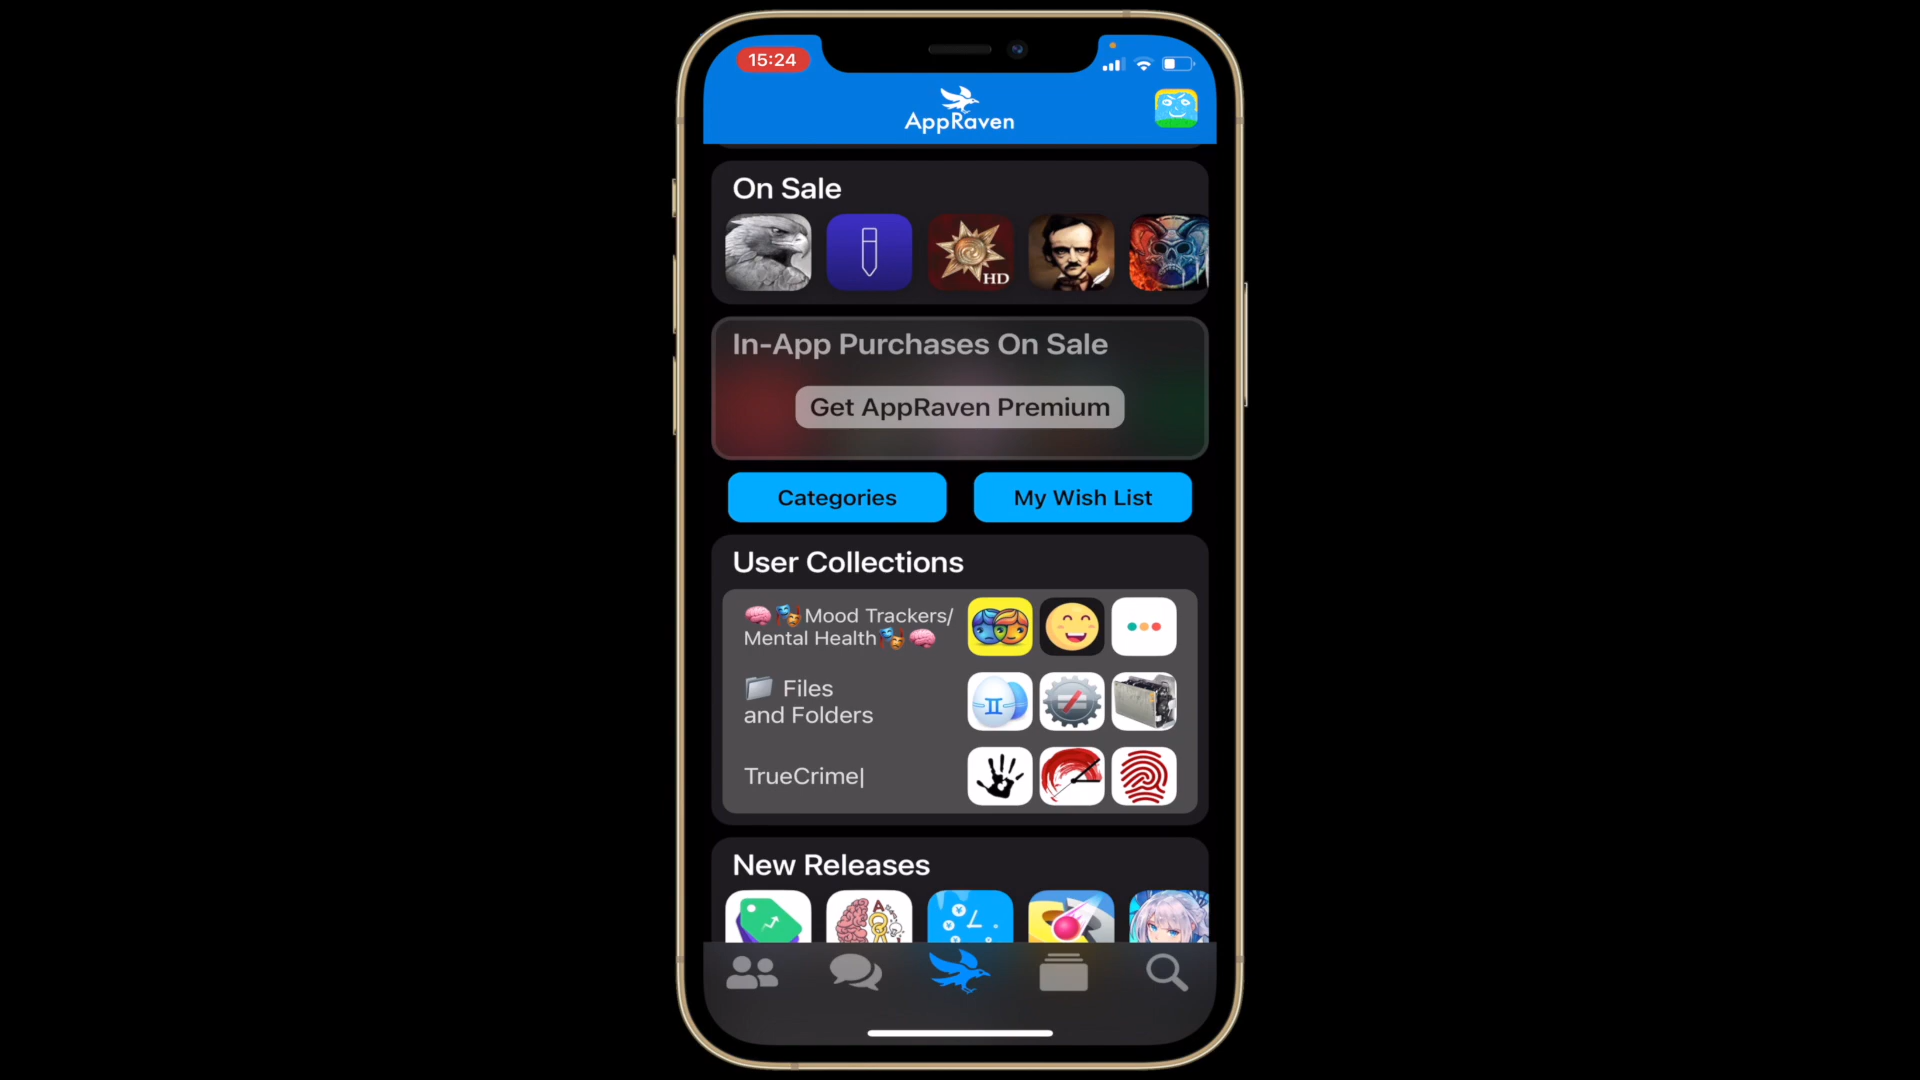 15:24
AppRaven
On Sale
HD
In-App Purchases On Sale
Get AppRaven Premium
Categories
My Wish List
User Collections
🧠🎭Mood Trackers/
Mental Health🎭🧠
📁 Files
and Folders
TrueCrime|
New Releases